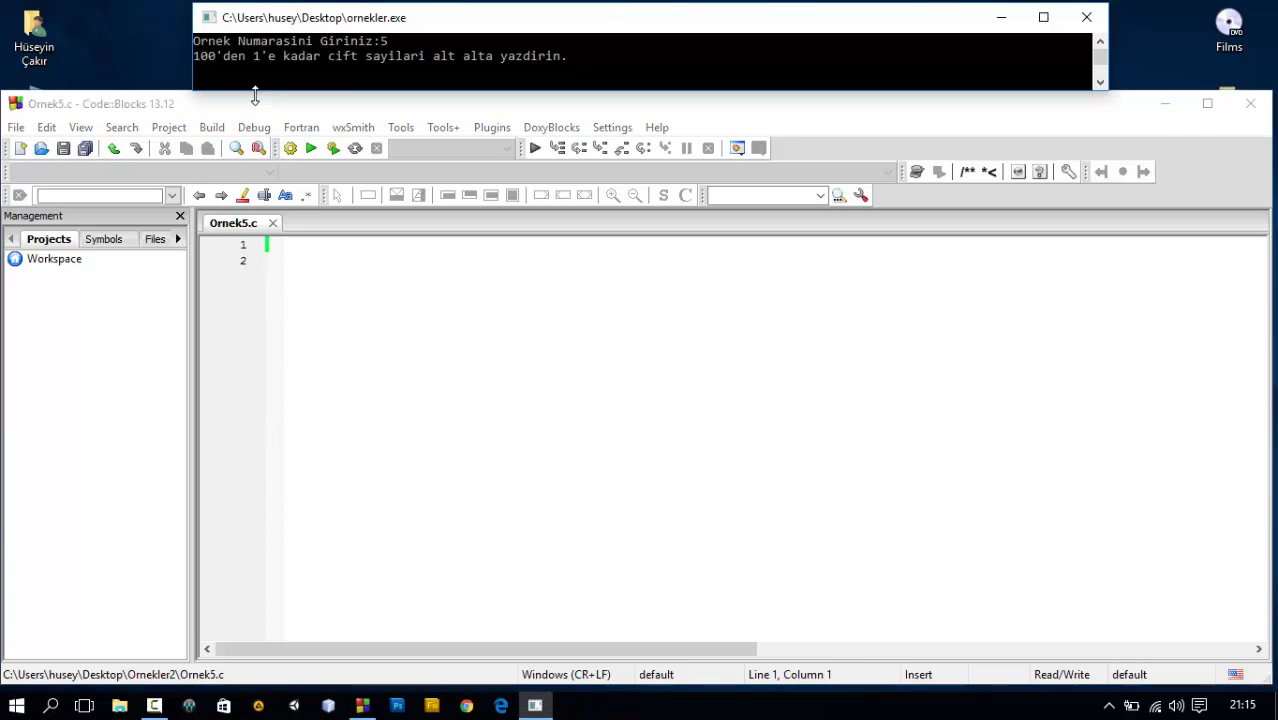 Hüseyin
Çakır
C:\Users\husey\Desktop\ornekler.exe
Films
Ornek Numarasini Giriniz:5
100'den 1'e kadar cift sayilari alt alta yazdirin.
Ornek5.c - Code::Blocks 13.12
File Edit View Search Project Build Debug Fortran wxSmith Tools Tools+ Plugins DoxyBlocks Settings Help
/** *<
S C
Management
Ornek5.c
Projects Symbols Files
Workspace
1
2
C:\Users\husey\Desktop\Ornekler2\Ornek5.c Windows (CR+LF) default Line 1, Column 1 Insert Read/Write default
Ps Fw 21:15